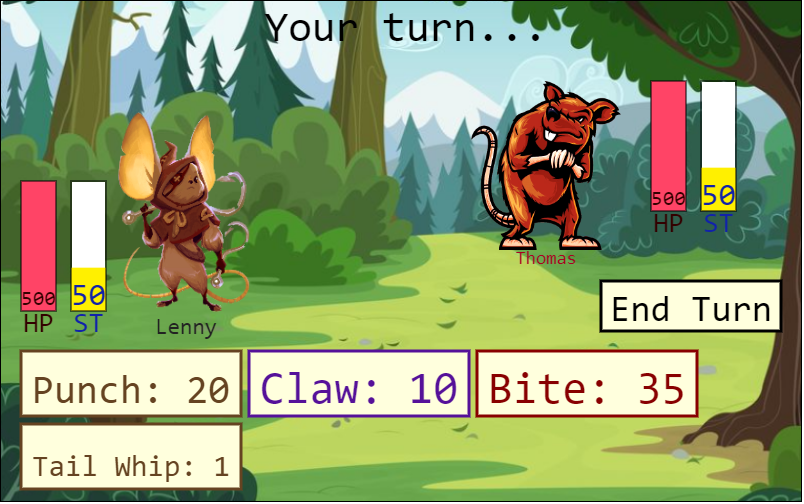 Your turn...
500
HP
50
ST
Thomas
500
HP
50
ST
Lenny
End Turn
Punch: 20
Claw: 10
Bite: 35
Tail Whip: 1